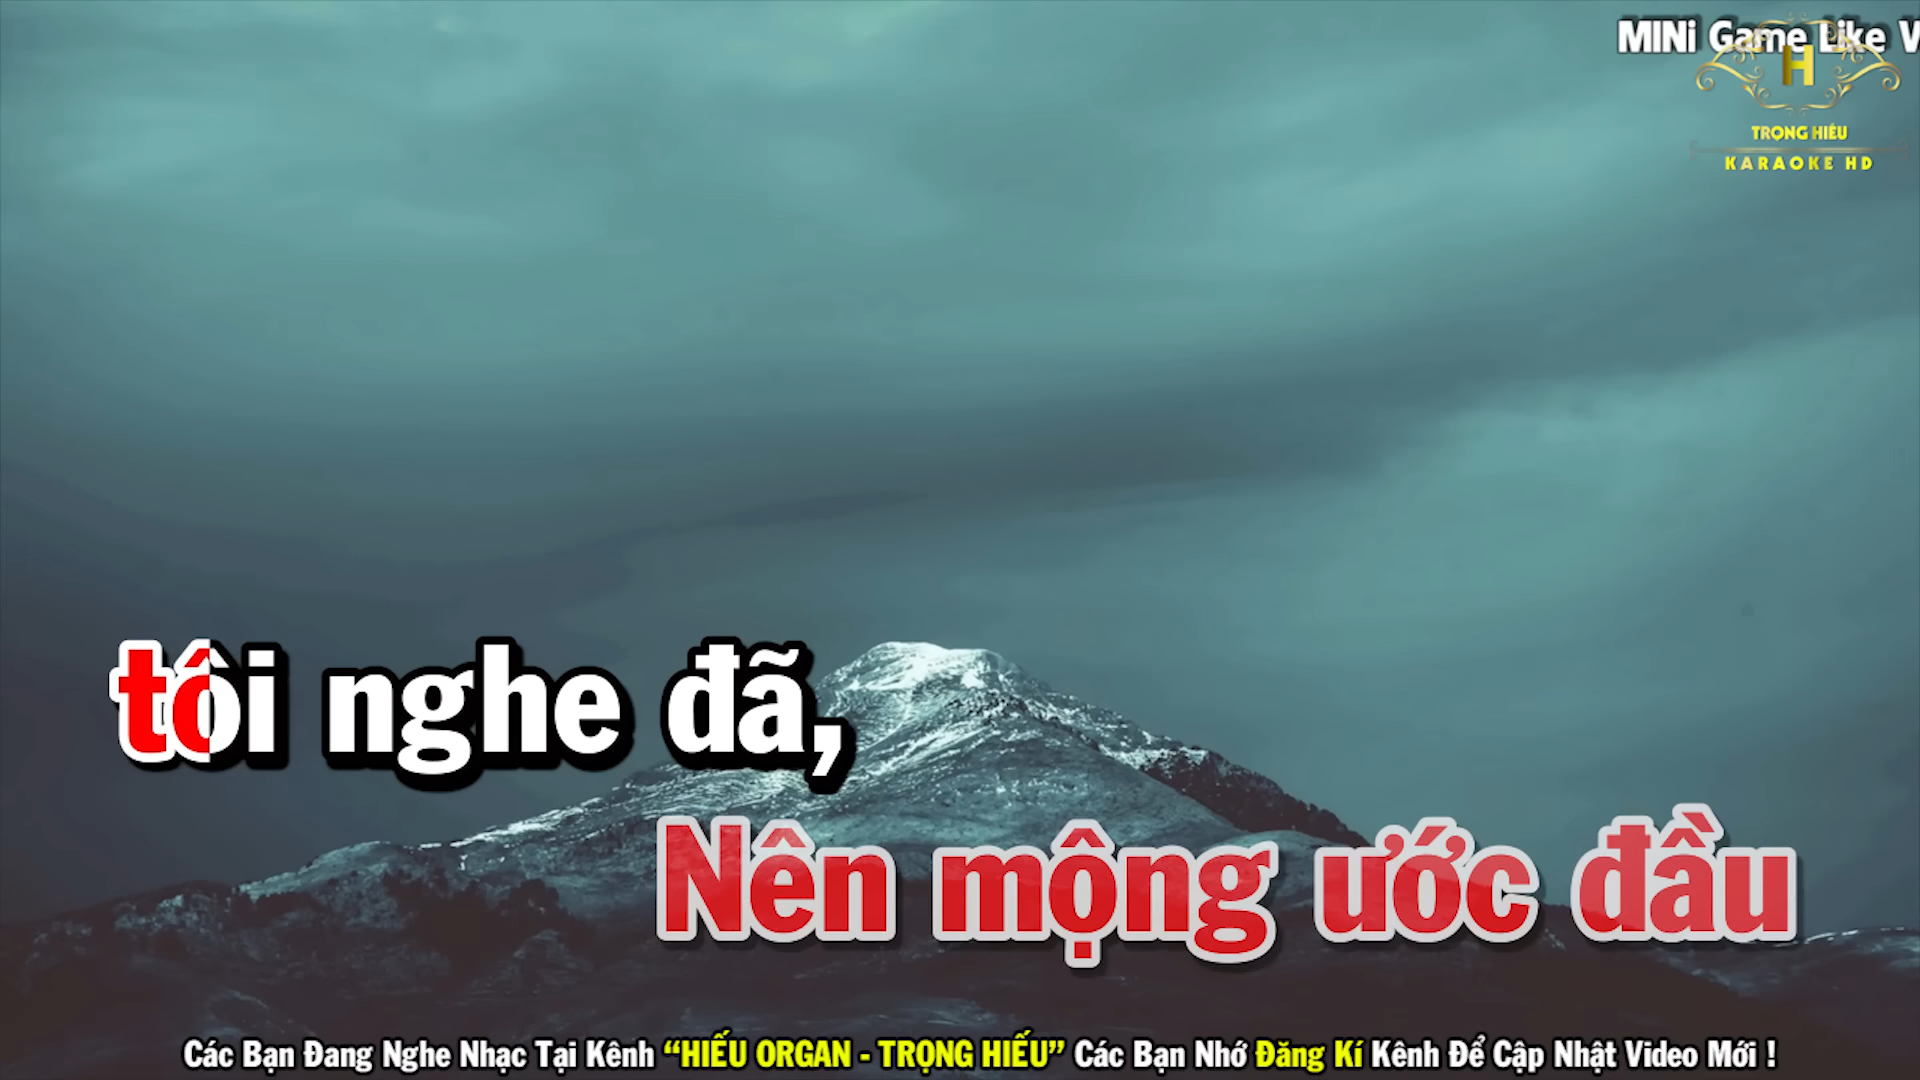 MINi Game Like V
H
TRỌNG HIẾU
KARAOKE HD
tôi nghe đã,
Nên mộng ước đầu
Các Bạn Đang Nghe Nhạc Tại Kênh “HIẾU ORGAN - TRỌNG HIẾU” Các Bạn Nhớ Đăng Kí Kênh Để Cập Nhật Video Mới !